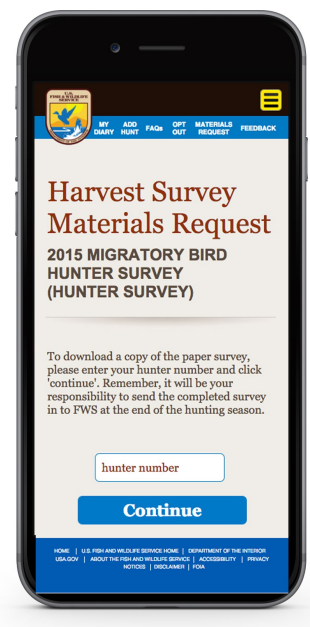 U.S.
FISH & WILDLIFE
SERVICE
MY DIARY
ADD HUNT
FAQs
OPT OUT
MATERIALS REQUEST
FEEDBACK
Harvest Survey
Materials Request
2015 MIGRATORY BIRD
HUNTER SURVEY
(HUNTER SURVEY)
To download a copy of the paper survey,
please enter your hunter number and click
'continue'. Remember, it will be your
responsibility to send the completed survey
in to FWS at the end of the hunting season.
hunter number
Continue
HOME | U.S. FISH AND WILDLIFE SERVICE HOME | DEPARTMENT OF THE INTERIOR
USA.GOV | ABOUT THE FISH AND WILDLIFE SERVICE | ACCESSIBILITY | PRIVACY
NOTICES | DISCLAIMER | FOIA